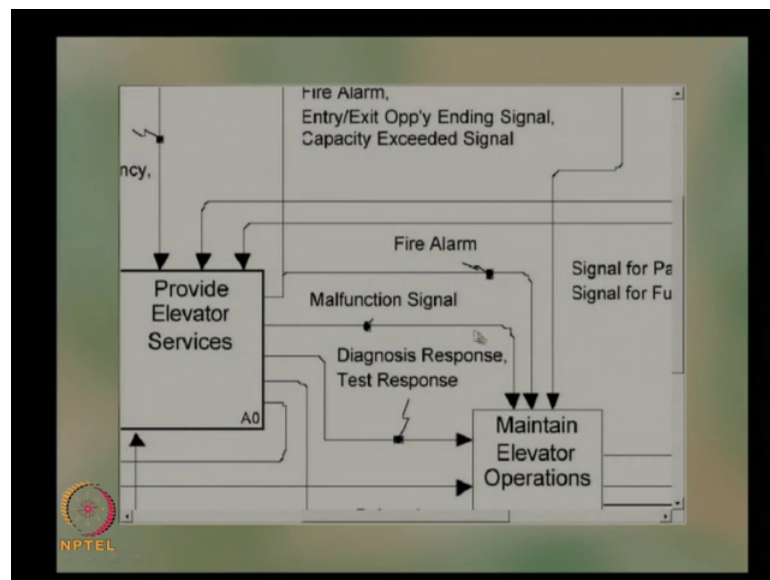 Fire Alarm,
Entry/Exit Opp'y Ending Signal,
Capacity Exceeded Signal
ncy,
Fire Alarm
Signal for Pa
Signal for Fu
Provide
Elevator
Services
A0
Malfunction Signal
Diagnosis Response,
Test Response
Maintain
Elevator
Operations
NPTEL